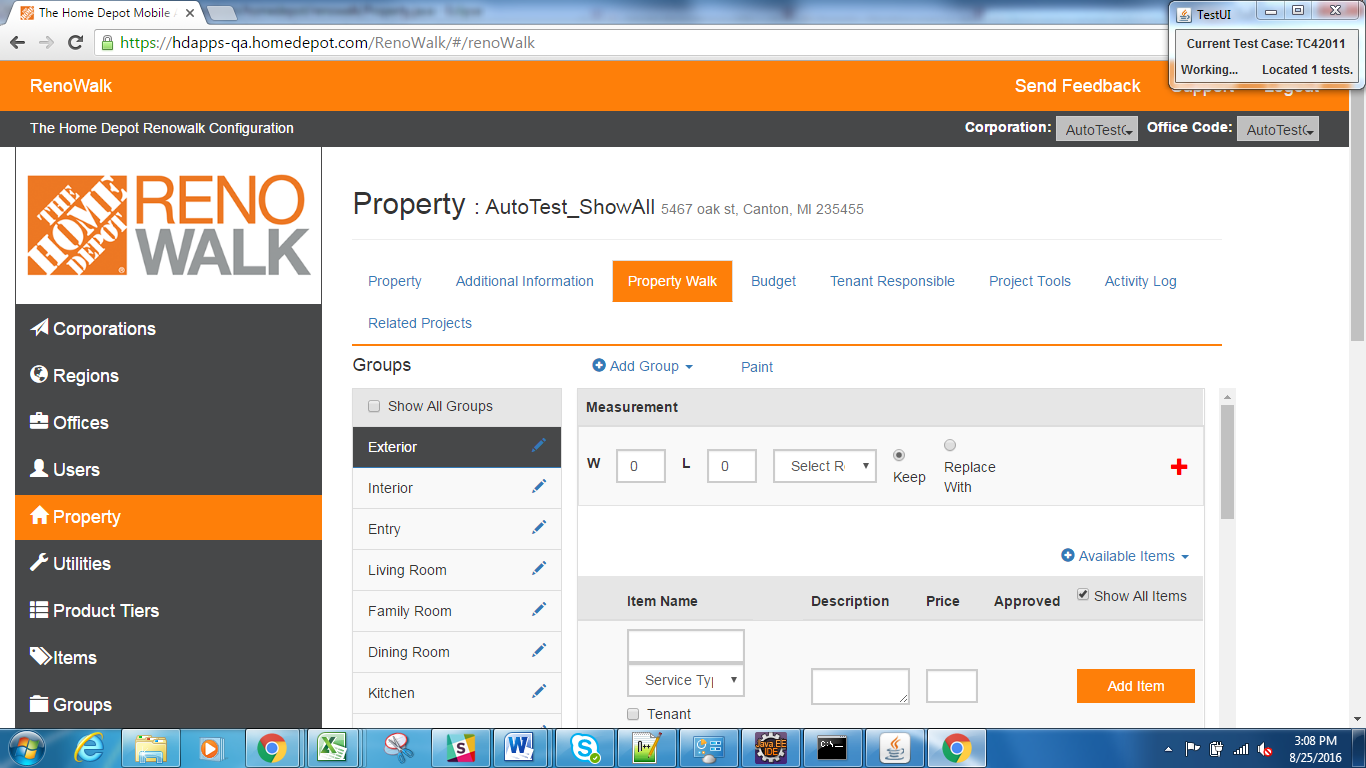 The Home Depot Mobile
TestUI
https://hdapps-qa.homedepot.com/RenoWalk/#/renoWalk
Current Test Case: TC42011
Working... Located 1 tests.
RenoWalk
Send Feedback
The Home Depot Renowalk Configuration
Corporation: AutoTest Office Code: AutoTest
THE HOME DEPOT
RENO
WALK
Property : AutoTest_ShowAll 5467 oak st, Canton, MI 235455
Property Additional Information Property Walk Budget Tenant Responsible Project Tools Activity Log
Related Projects
Corporations
Regions
Offices
Users
Property
Utilities
Product Tiers
Items
Groups
Groups
Add Group Paint
Show All Groups
Exterior
Interior
Entry
Living Room
Family Room
Dining Room
Kitchen
Measurement
W 0 L 0 Select Keep Replace With
Available Items
Item Name Description Price Approved Show All Items
Service Typ
Add Item
Tenant
3:08 PM
8/25/2016